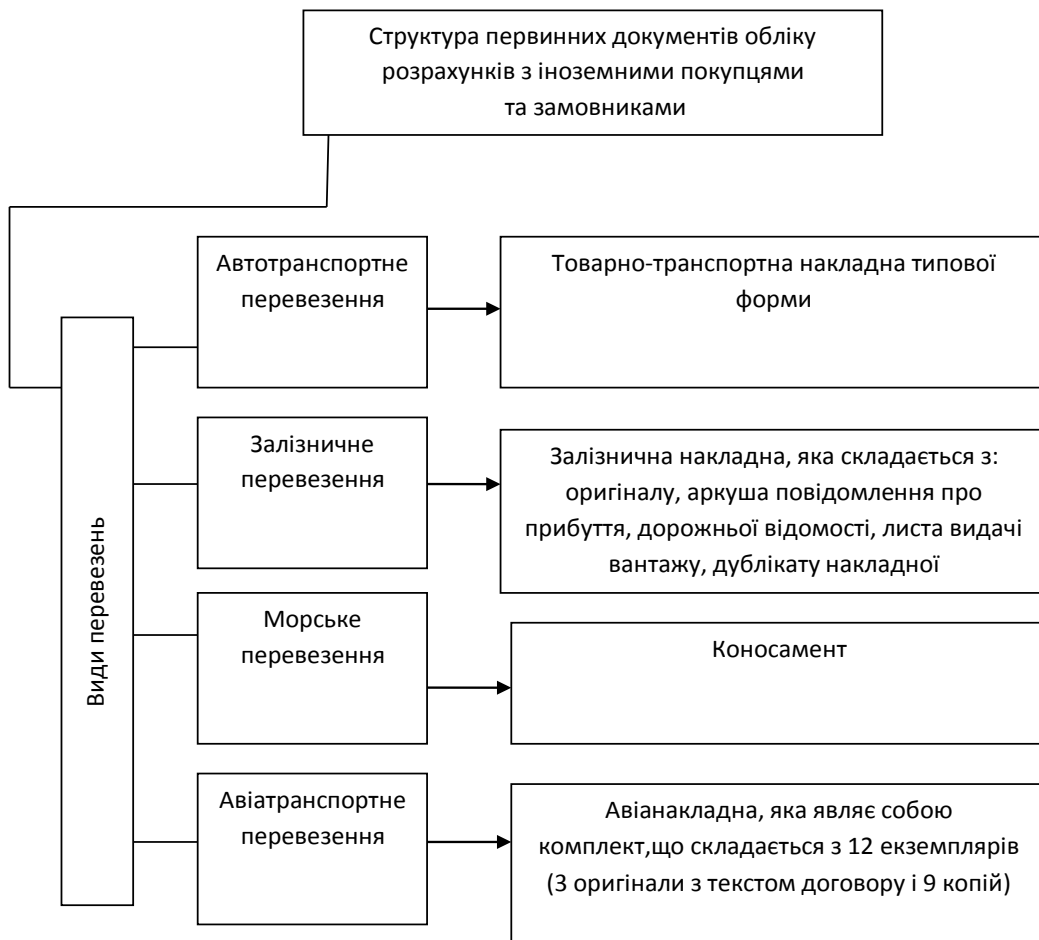 Структура первинних документів обліку
розрахунків з іноземними покупцями
та замовниками
Види перевезень
Автотранспортне
перевезення
Товарно-транспортна накладна типової
форми
Залізничне
перевезення
Залізнична накладна, яка складається з:
оригіналу, аркуша повідомлення про
прибуття, дорожньої відомості, листа видачі
вантажу, дублікату накладної
Морське
перевезення
Коносамент
Авіатранспортне
перевезення
Авіанакладна, яка являє собою
комплект,що складається з 12 екземплярів
(3 оригінали з текстом договору і 9 копій)